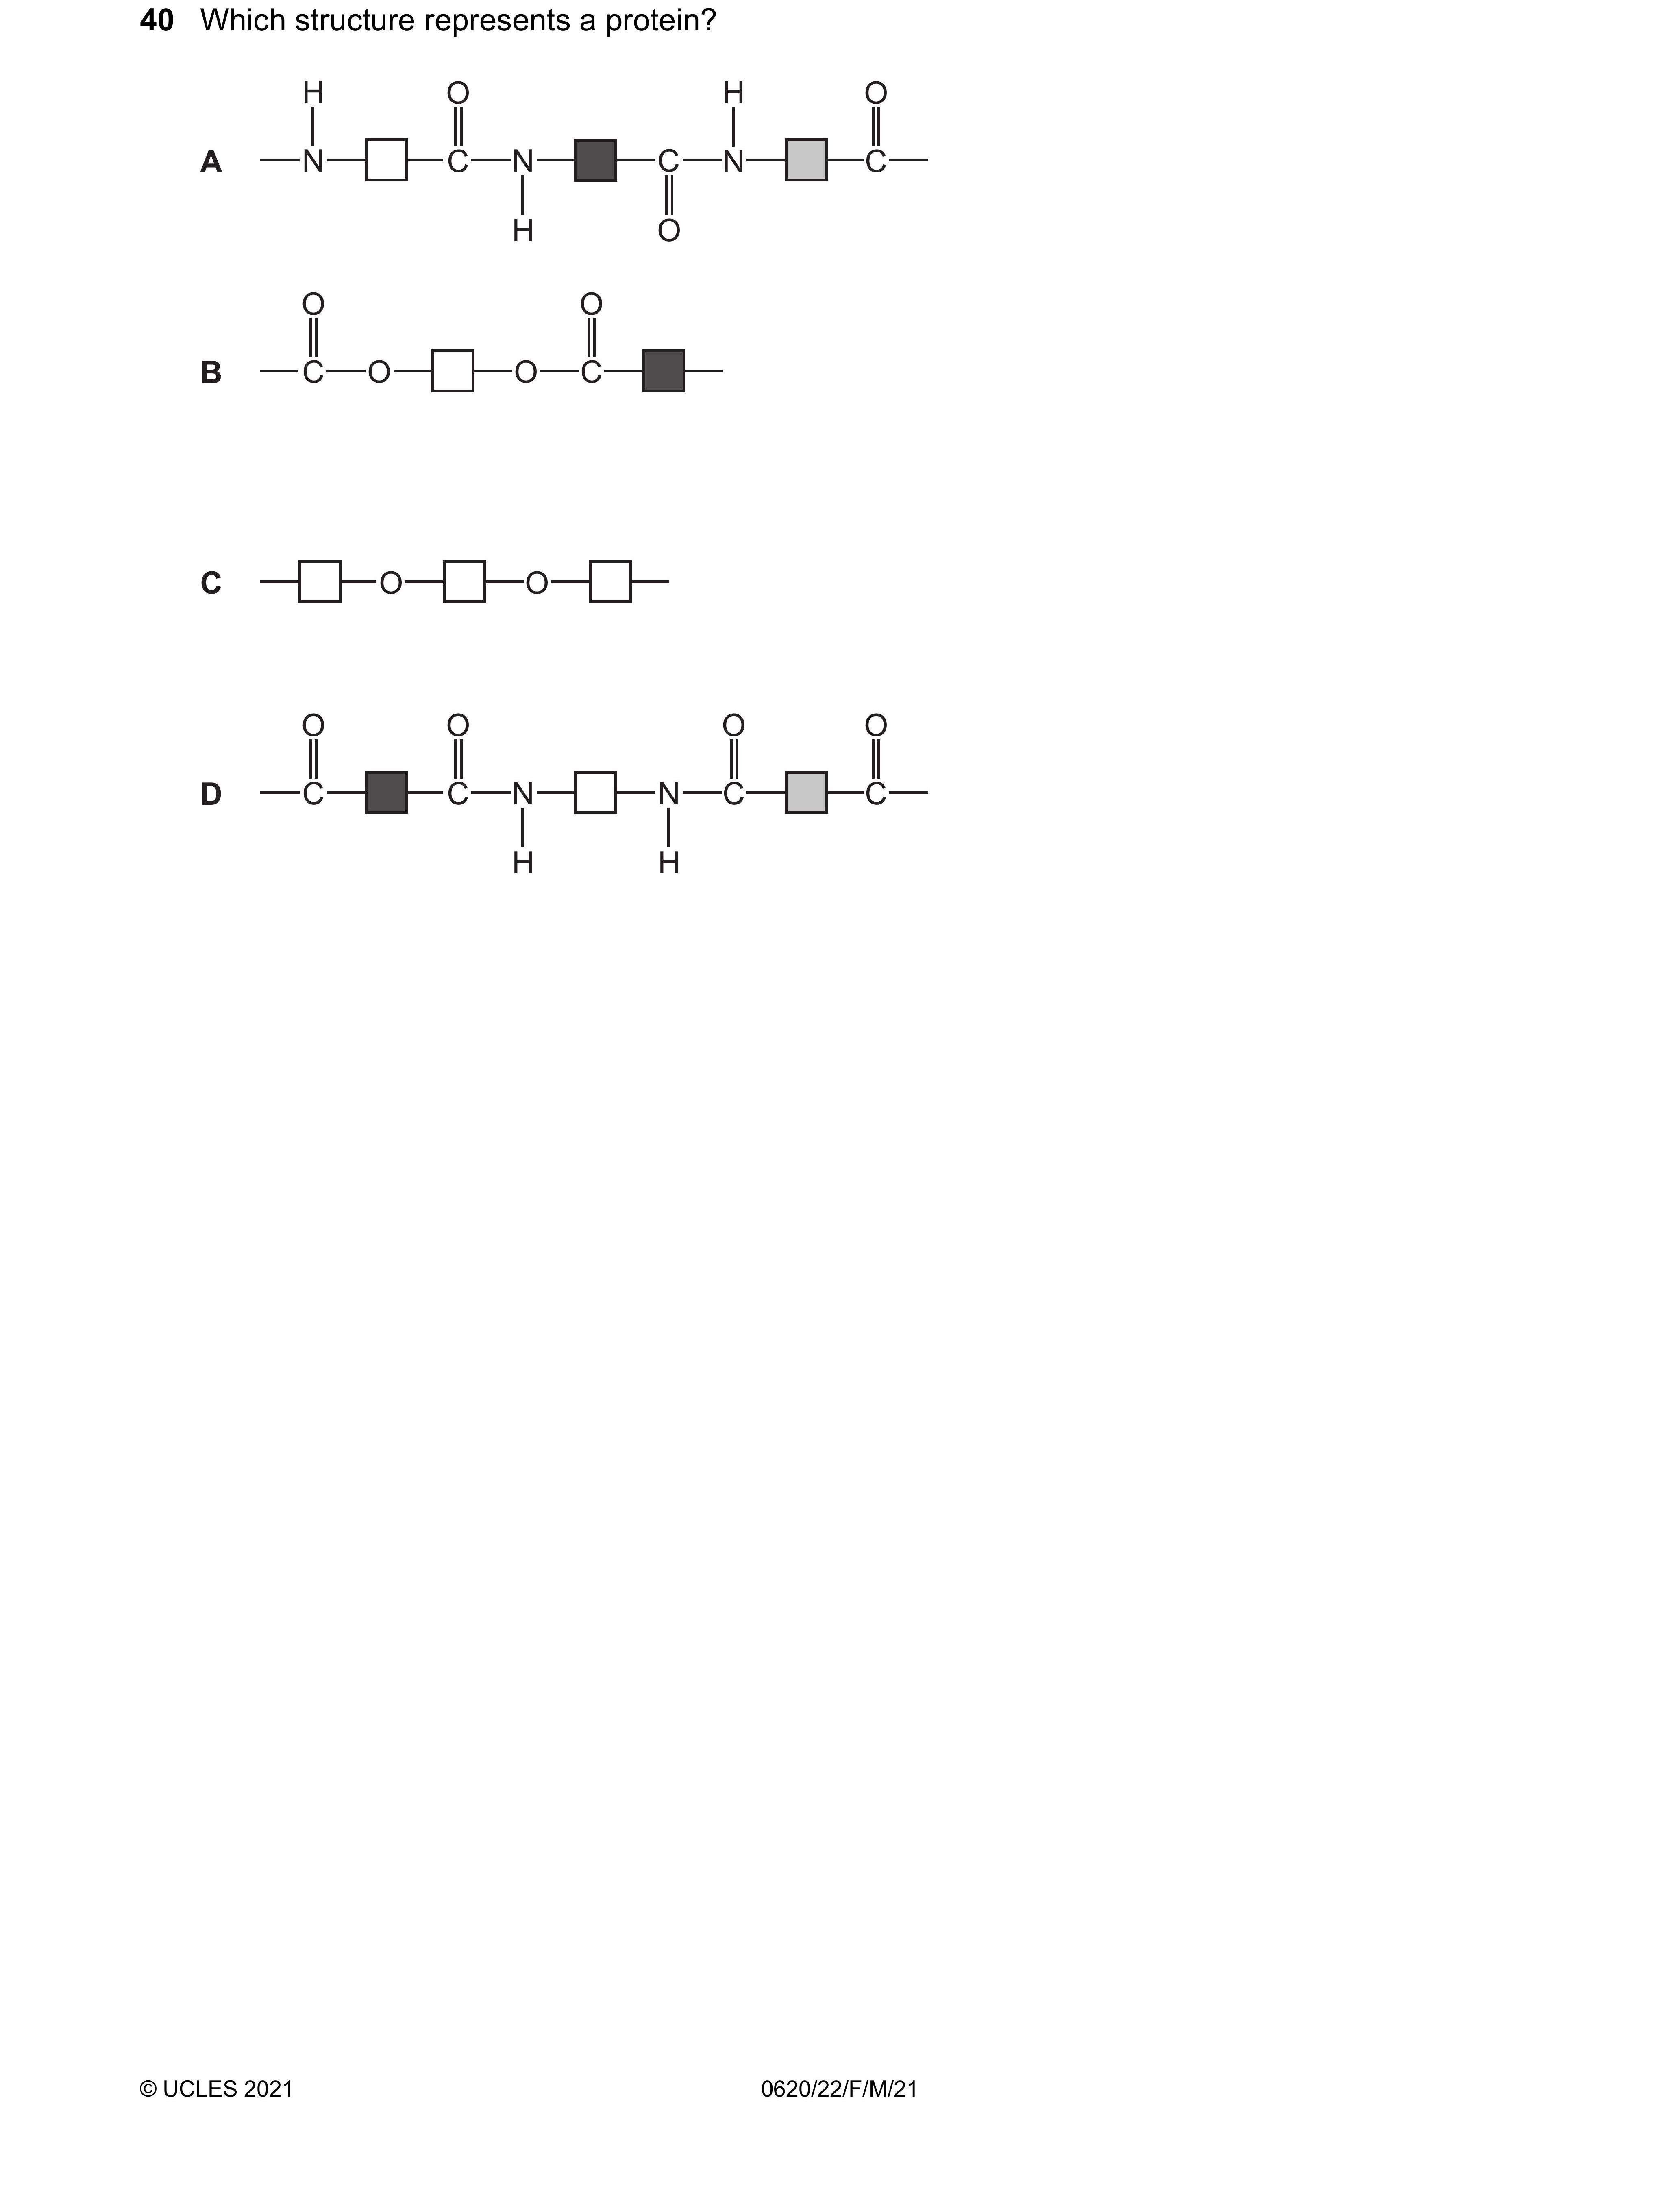 40 Which structure represents a protein?
H O H O
A N C N C N C
H O
O O
B C O O C
C O O
O O O O
D C C N N C C
H H
© UCLES 2021 0620/22/F/M/21